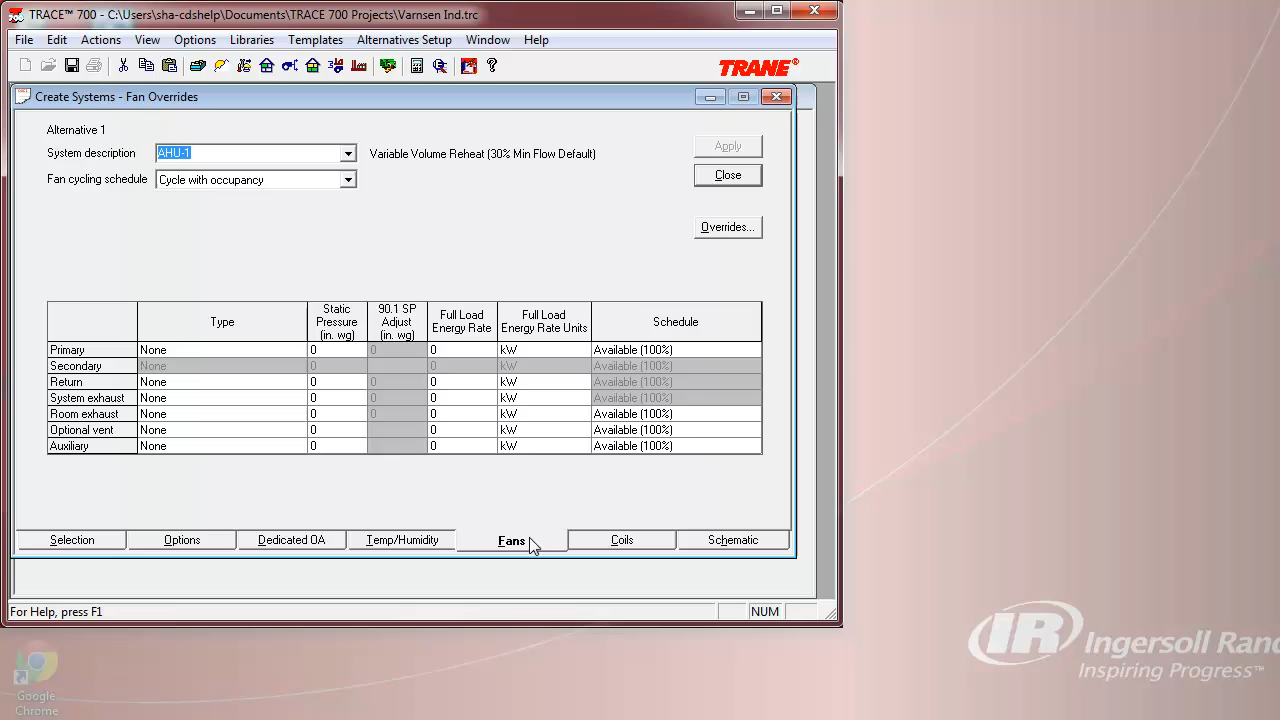 TRACE™ 700 - C:\Users\sha-cdshelp\Documents\TRACE 700 Projects\Varnsen Ind.trc
File Edit Actions View Options Libraries Templates Alternatives Setup Window Help
TRANE®
Create Systems - Fan Overrides
Alternative 1
System description AHU-1 Variable Volume Reheat (30% Min Flow Default) Apply
Fan cycling schedule Cycle with occupancy Close
Overrides...
Type Static Pressure (in. wg) 90.1 SP Adjust (in. wg) Full Load Energy Rate Full Load Energy Rate Units Schedule
Primary None 0 0 0 kW Available (100%)
Secondary None 0 0 0 kW Available (100%)
Return None 0 0 0 kW Available (100%)
System exhaust None 0 0 0 kW Available (100%)
Room exhaust None 0 0 0 kW Available (100%)
Optional vent None 0 0 kW Available (100%)
Auxiliary None 0 0 kW Available (100%)
Selection Options Dedicated OA Temp/Humidity Fans Coils Schematic
For Help, press F1 NUM
IR Ingersoll Rand
Inspiring Progress™
Google
Chrome